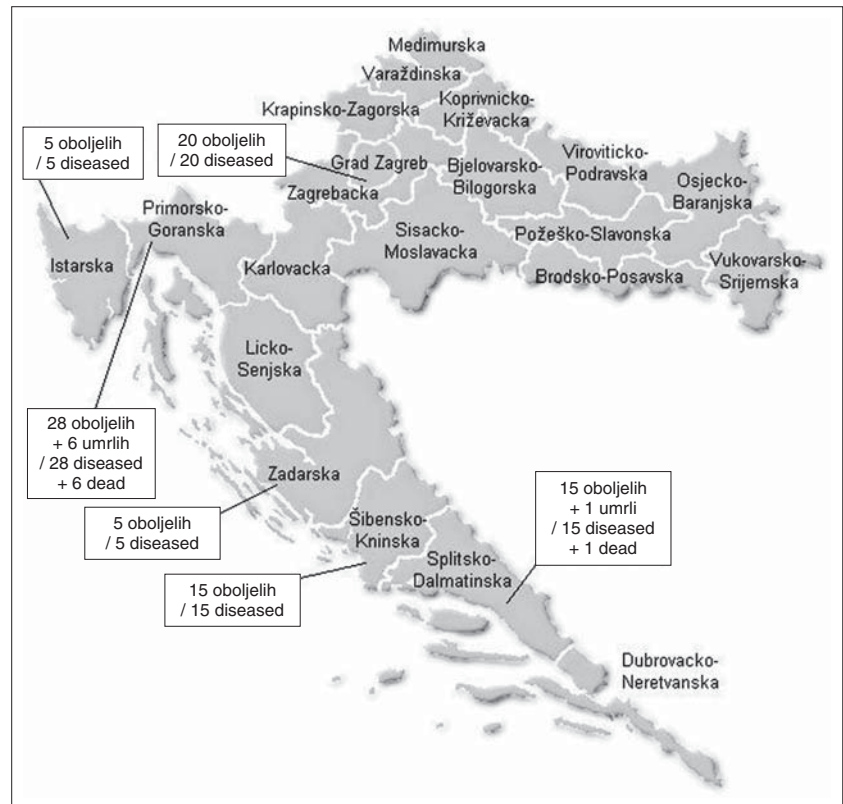 Medimurska
Varaždinska
Krapinsko-Zagorska
Koprivnicko-
Križevacka
5 oboljelih
/ 5 diseased
20 oboljelih
/ 20 diseased
Grad Zagreb
Zagrebacka
Bjelovarsko-
Bilogorska
Viroviticko-
Podravska
Osjecko-
Baranjska
Primorsko-
Goranska
Istarska
Karlovacka
Sisacko-
Moslavacka
Požeško-Slavonska
Brodsko-Posavska
Vukovarsko-
Srijemska
Licko-
Senjska
28 oboljelih
+ 6 umrlih
/ 28 diseased
+ 6 dead
Zadarska
5 oboljelih
/ 5 diseased
Šibensko-
Kninska
15 oboljelih
/ 15 diseased
Splitsko-
Dalmatinska
15 oboljelih
+ 1 umrli
/ 15 diseased
+ 1 dead
Dubrovacko-
Neretvanska